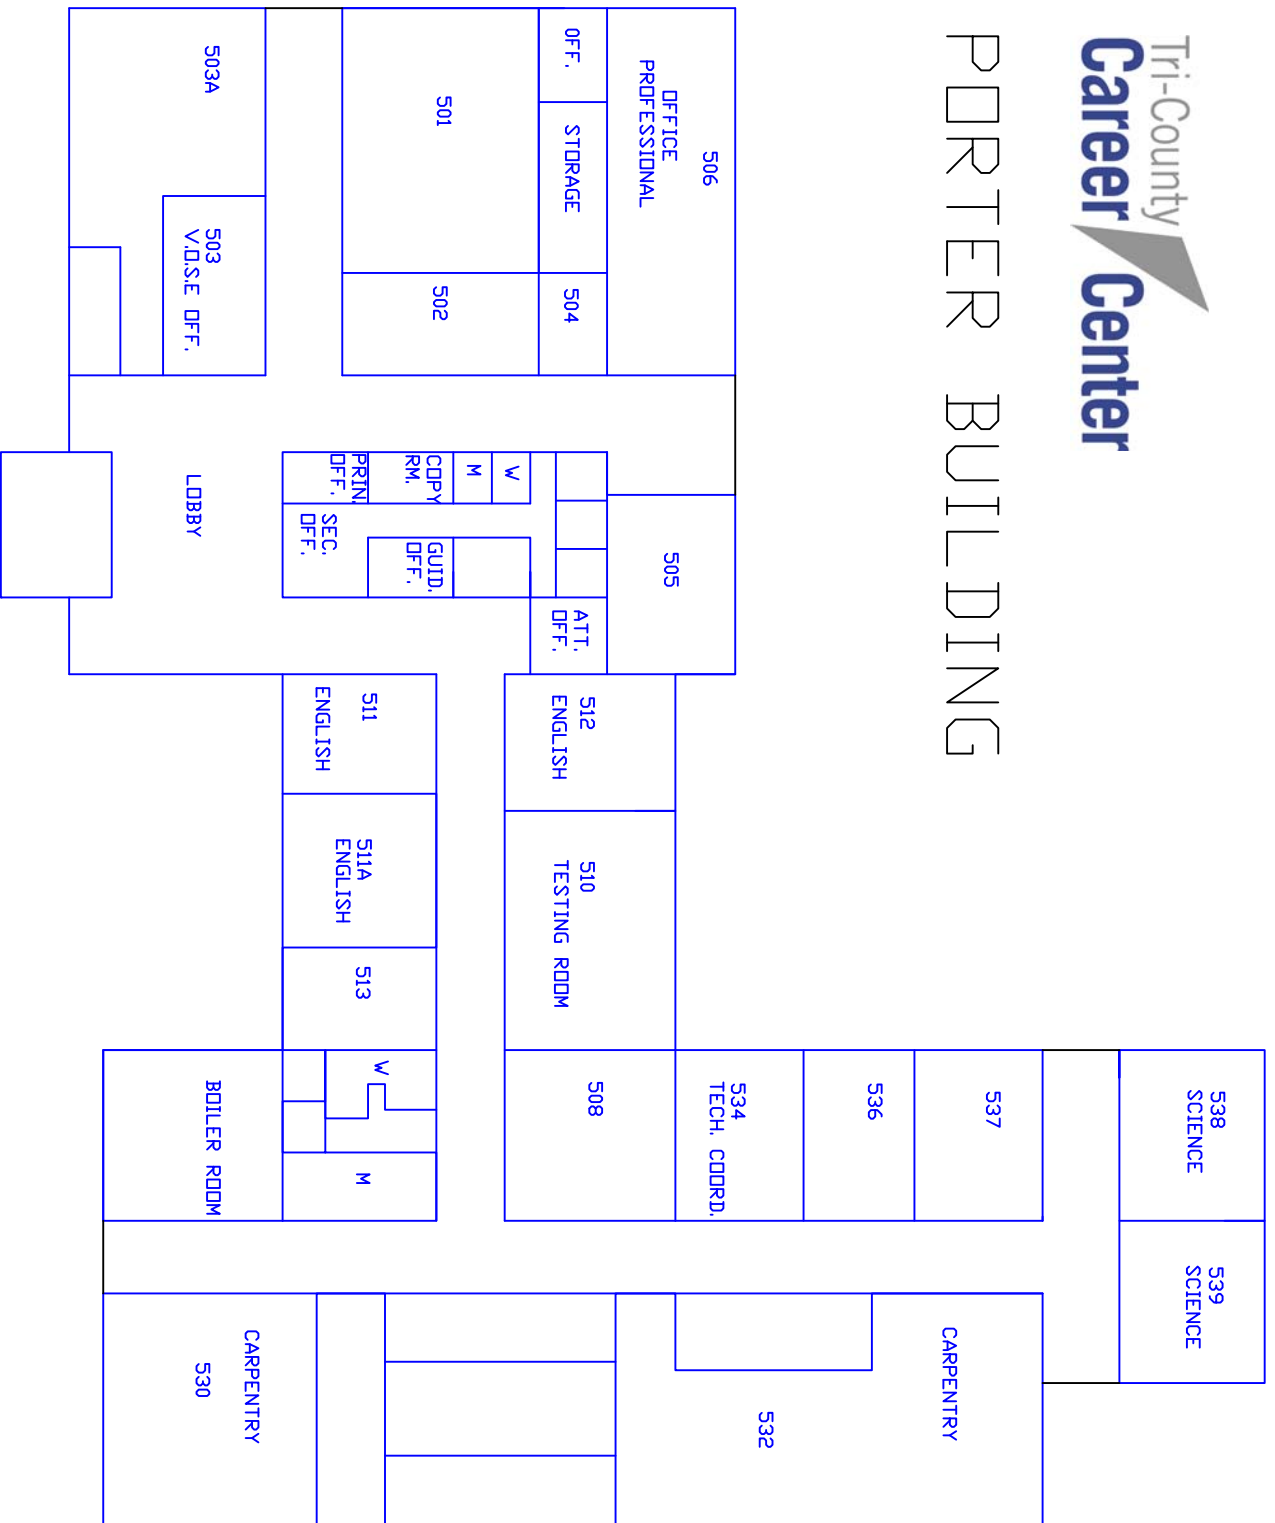 Tri-County
Career Center
PORTER BUILDING
538
SCIENCE
539
SCIENCE
537
536
534
TECH. COORD.
CARPENTRY
532
506
OFFICE
PROFESSIONAL
505
OFF.
STORAGE
504
ATT.
OFF.
512
ENGLISH
510
TESTING ROOM
508
501
502
W
M
COPY
RM.
GUID.
OFF.
PRIN.
OFF.
SEC.
OFF.
511
ENGLISH
511A
ENGLISH
513
W
M
503A
503
V.O.S.E OFF.
LOBBY
BOILER ROOM
CARPENTRY
530